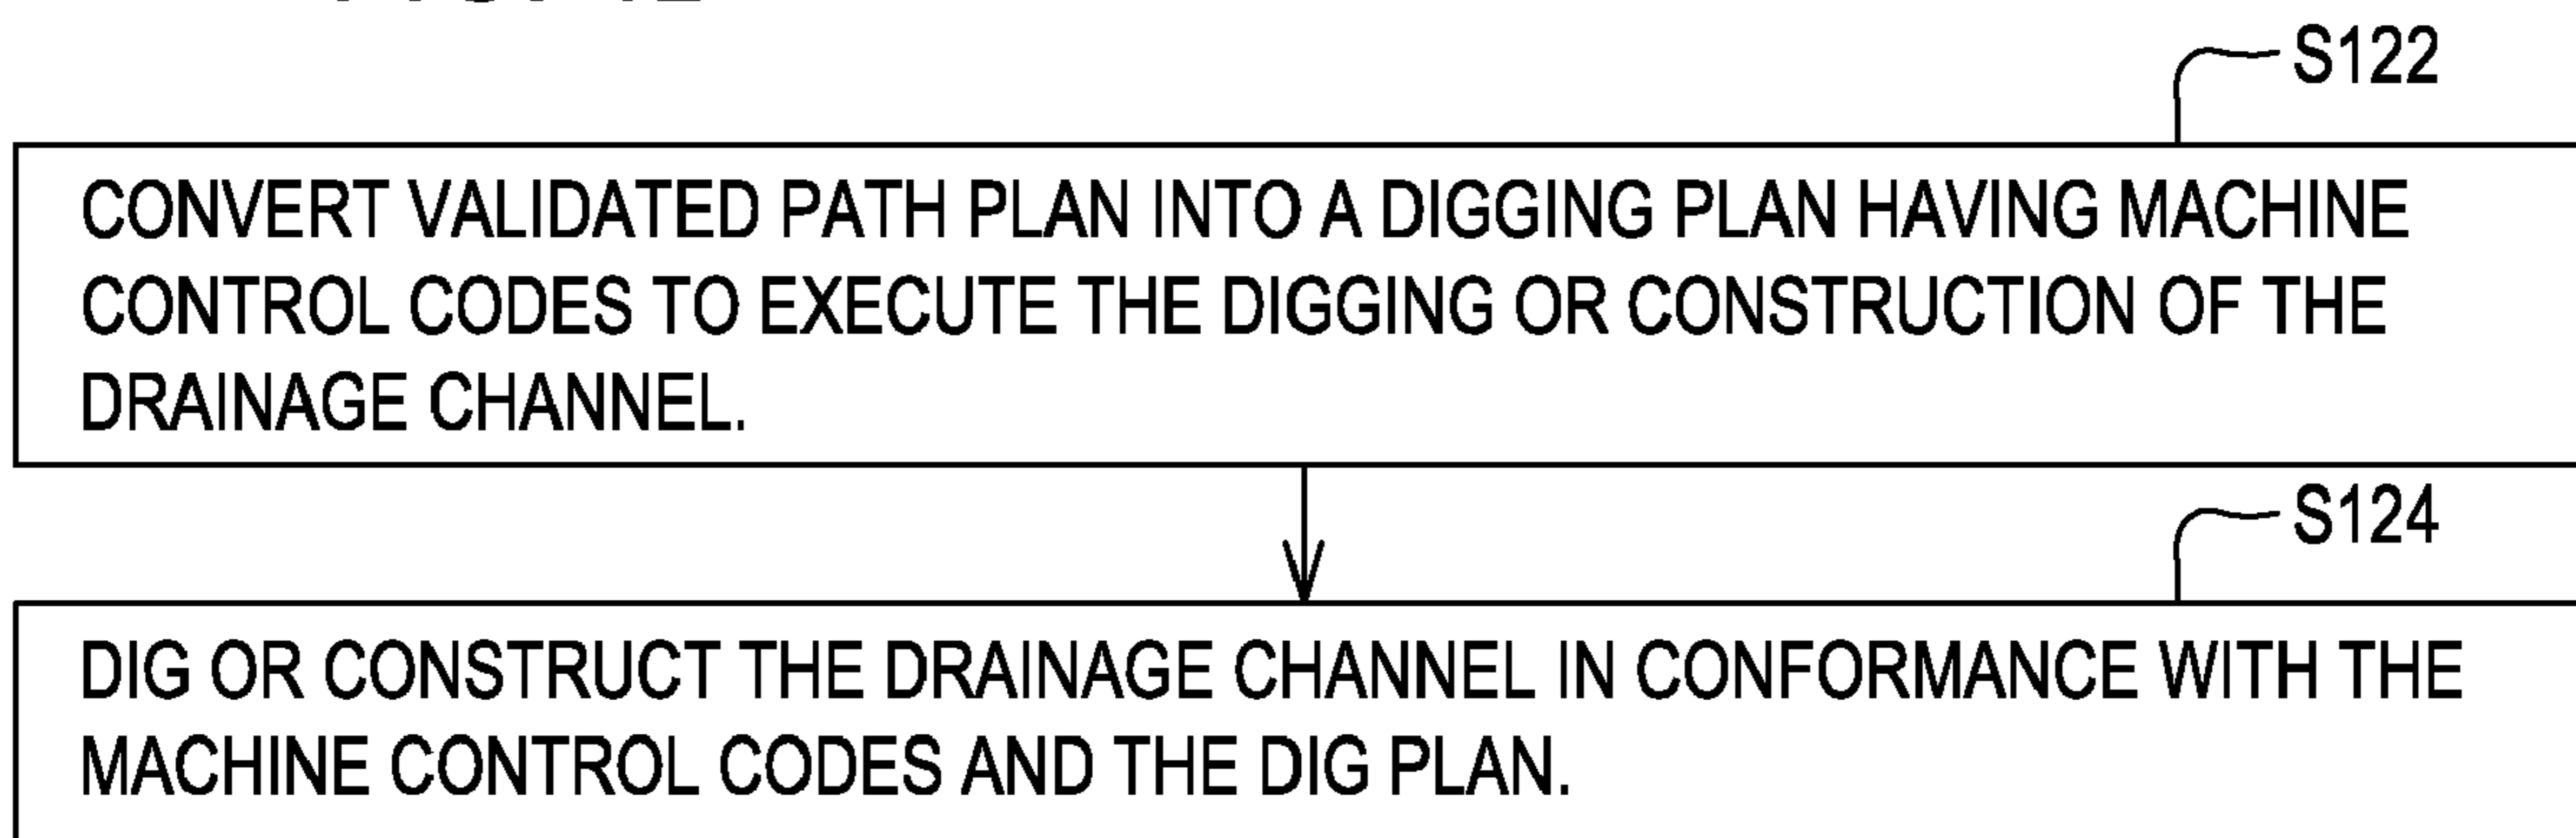 S122
CONVERT VALIDATED PATH PLAN INTO A DIGGING PLAN HAVING MACHINE
CONTROL CODES TO EXECUTE THE DIGGING OR CONSTRUCTION OF THE
DRAINAGE CHANNEL.
S124
DIG OR CONSTRUCT THE DRAINAGE CHANNEL IN CONFORMANCE WITH THE
MACHINE CONTROL CODES AND THE DIG PLAN.